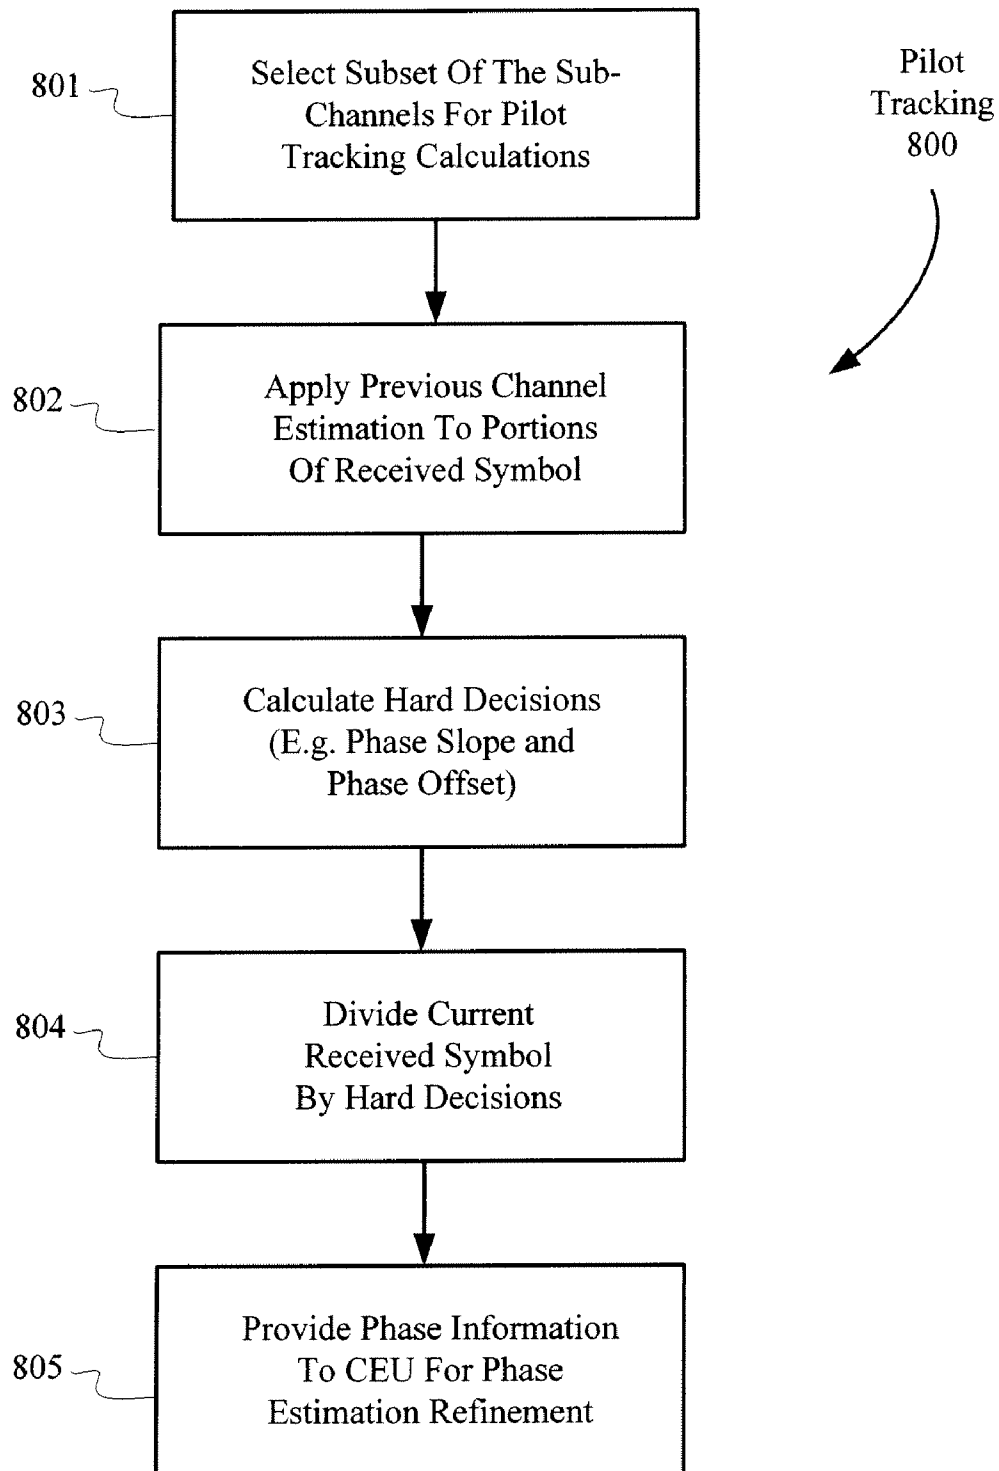 801
Select Subset Of The Sub-
Channels For Pilot
Tracking Calculations
Pilot
Tracking
800
802
Apply Previous Channel
Estimation To Portions
Of Received Symbol
803
Calculate Hard Decisions
(E.g. Phase Slope and
Phase Offset)
804
Divide Current
Received Symbol
By Hard Decisions
805
Provide Phase Information
To CEU For Phase
Estimation Refinement